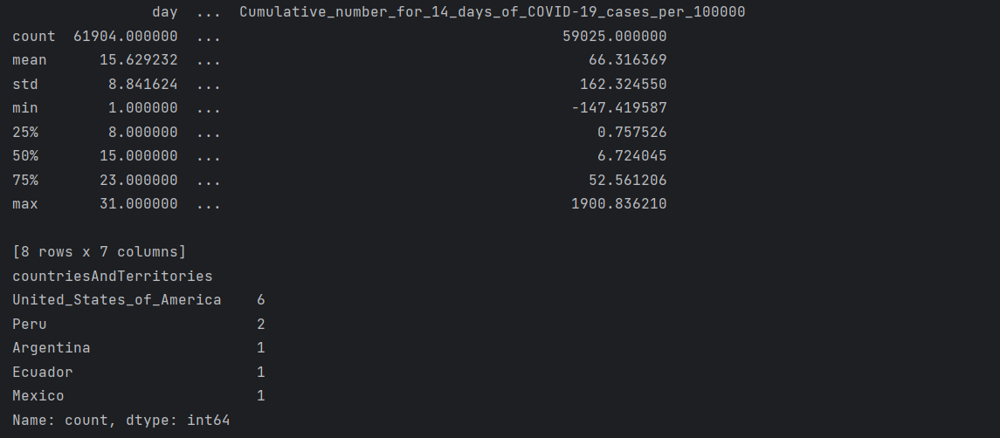 day ... Cumulative_number_for_14_days_of_COVID-19_cases_per_100000
count 61904.000000 ... 59025.000000
mean 15.629232 ... 66.316369
std 8.841624 ... 162.324550
min 1.000000 ... -147.419587
25% 8.000000 ... 0.757526
50% 15.000000 ... 6.724045
75% 23.000000 ... 52.561206
max 31.000000 ... 1900.836210
[8 rows x 7 columns]
countriesAndTerritories
United_States_of_America 6
Peru 2
Argentina 1
Ecuador 1
Mexico 1
Name: count, dtype: int64